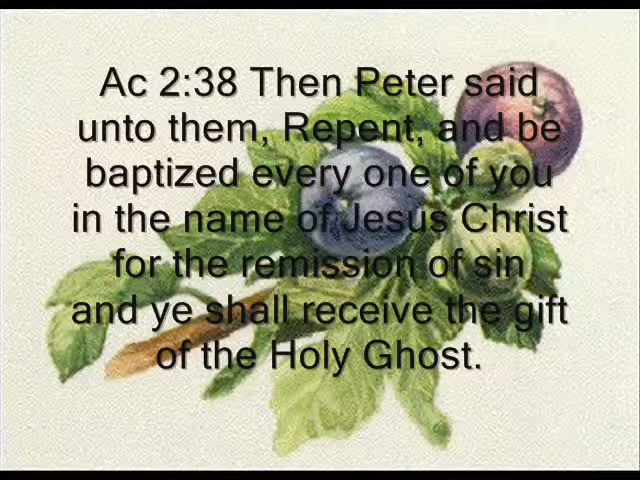 Ac 2:38 Then Peter said
unto them, Repent, and be
baptized every one of you
in the name of Jesus Christ
for the remission of sin
and ye shall receive the gift
of the Holy Ghost.